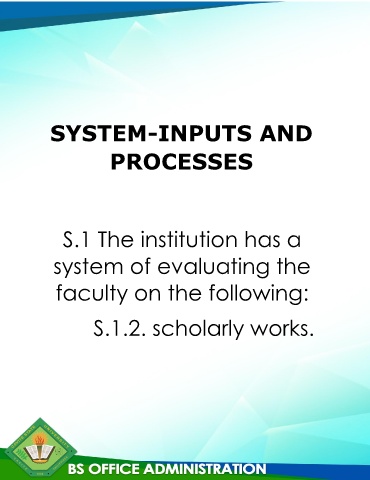 SYSTEM-INPUTS AND
PROCESSES
S.1 The institution has a
system of evaluating the
faculty on the following:
S.1.2. scholarly works.
BS OFFICE ADMINISTRATION